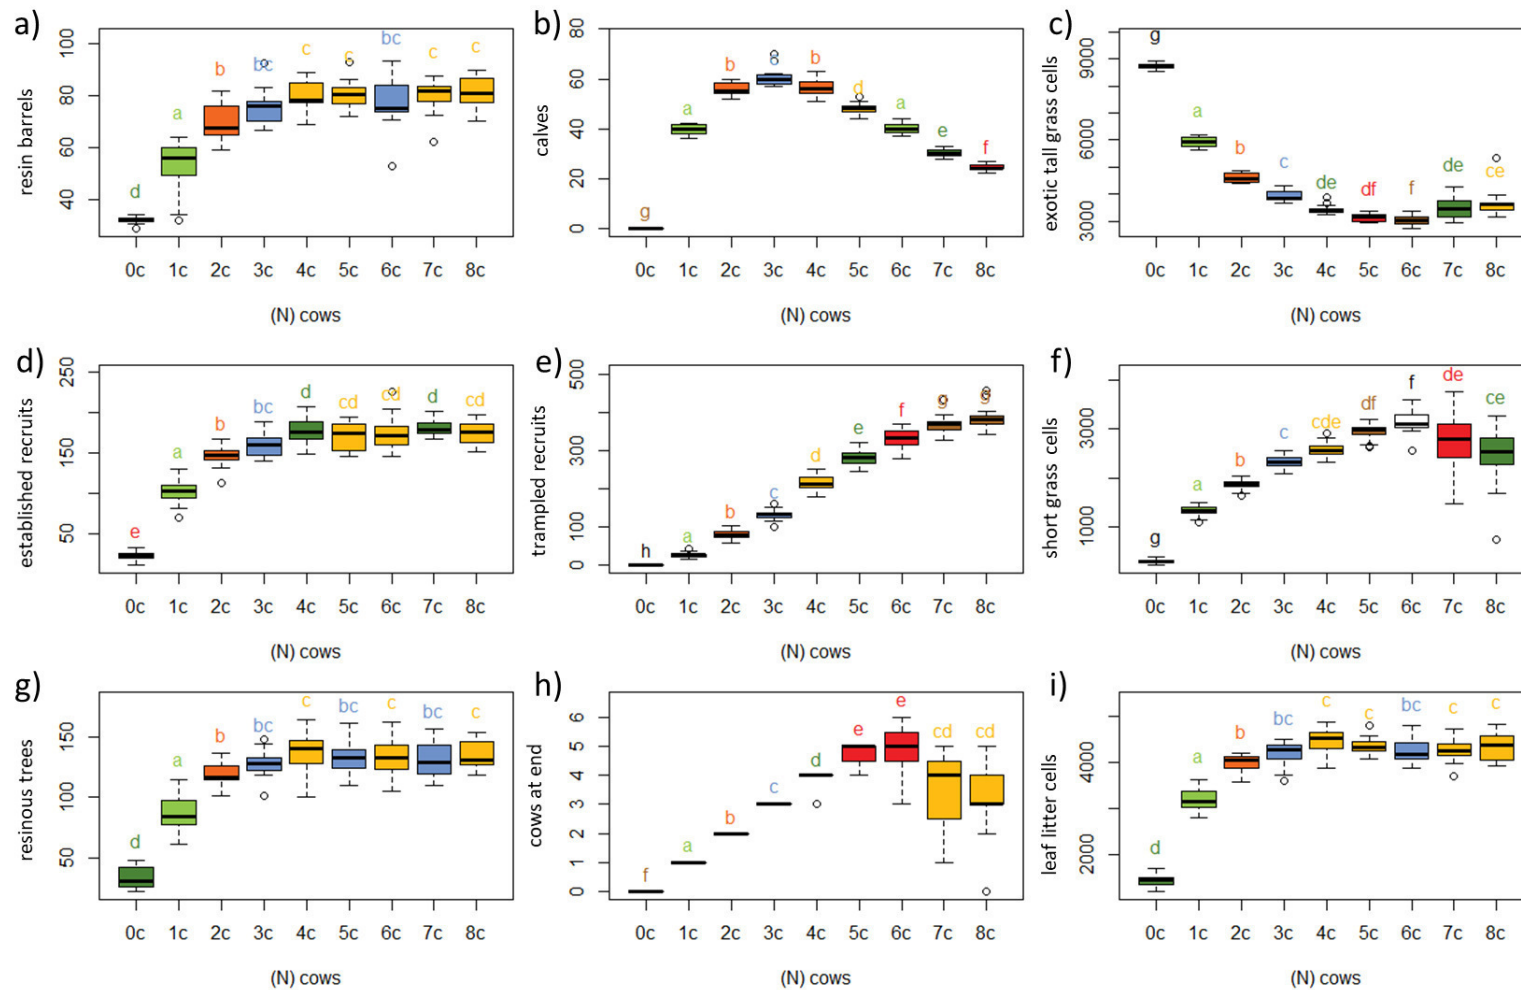 a)
resin barrels
100
80
60
40
d a b bc c c bc c c
0c 1c 2c 3c 4c 5c 6c 7c 8c
(N) cows
b)
calves
80
60
40
20
0
g a b c b d a e f
0c 1c 2c 3c 4c 5c 6c 7c 8c
(N) cows
c)
exotic tall grass cells
9000
6000
3000
g a b c de df f de ce
0c 1c 2c 3c 4c 5c 6c 7c 8c
(N) cows
d)
established recruits
250
150
50
e a b bc d cd cd d cd
0c 1c 2c 3c 4c 5c 6c 7c 8c
(N) cows
e)
trampled recruits
500
300
100
0
h a b c d e f g g
0c 1c 2c 3c 4c 5c 6c 7c 8c
(N) cows
f)
short grass cells
3000
1000
g a b c cde df f de ce
0c 1c 2c 3c 4c 5c 6c 7c 8c
(N) cows
g)
resinous trees
150
100
50
d a b bc c bc c bc c
0c 1c 2c 3c 4c 5c 6c 7c 8c
(N) cows
h)
cows at end
6
5
4
3
2
1
0
f a b c d e e cd cd
0c 1c 2c 3c 4c 5c 6c 7c 8c
(N) cows
i)
leaf litter cells
4000
2000
d a b bc c c bc c c
0c 1c 2c 3c 4c 5c 6c 7c 8c
(N) cows